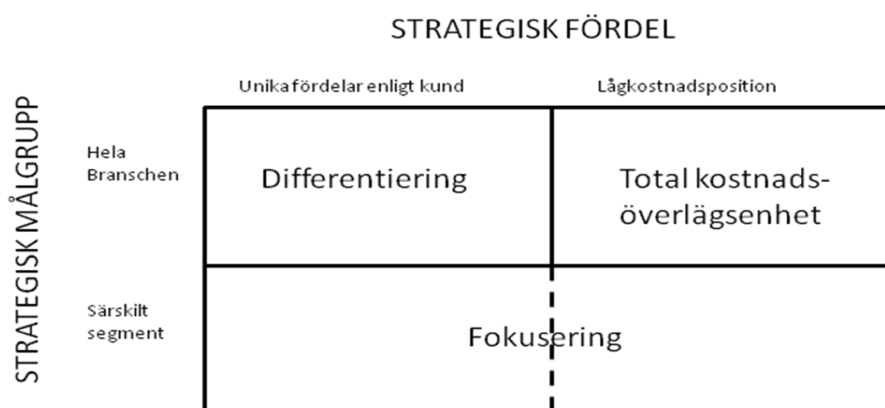 STRATEGISK FÖRDEL
Unika fördelar enligt kund
Lågkostnadsposition
STRATEGISK MÅLGRUPP
Hela
Branschen
Differentiering
Total kostnads-
överlägsenhet
Särskilt
segment
Fokusering